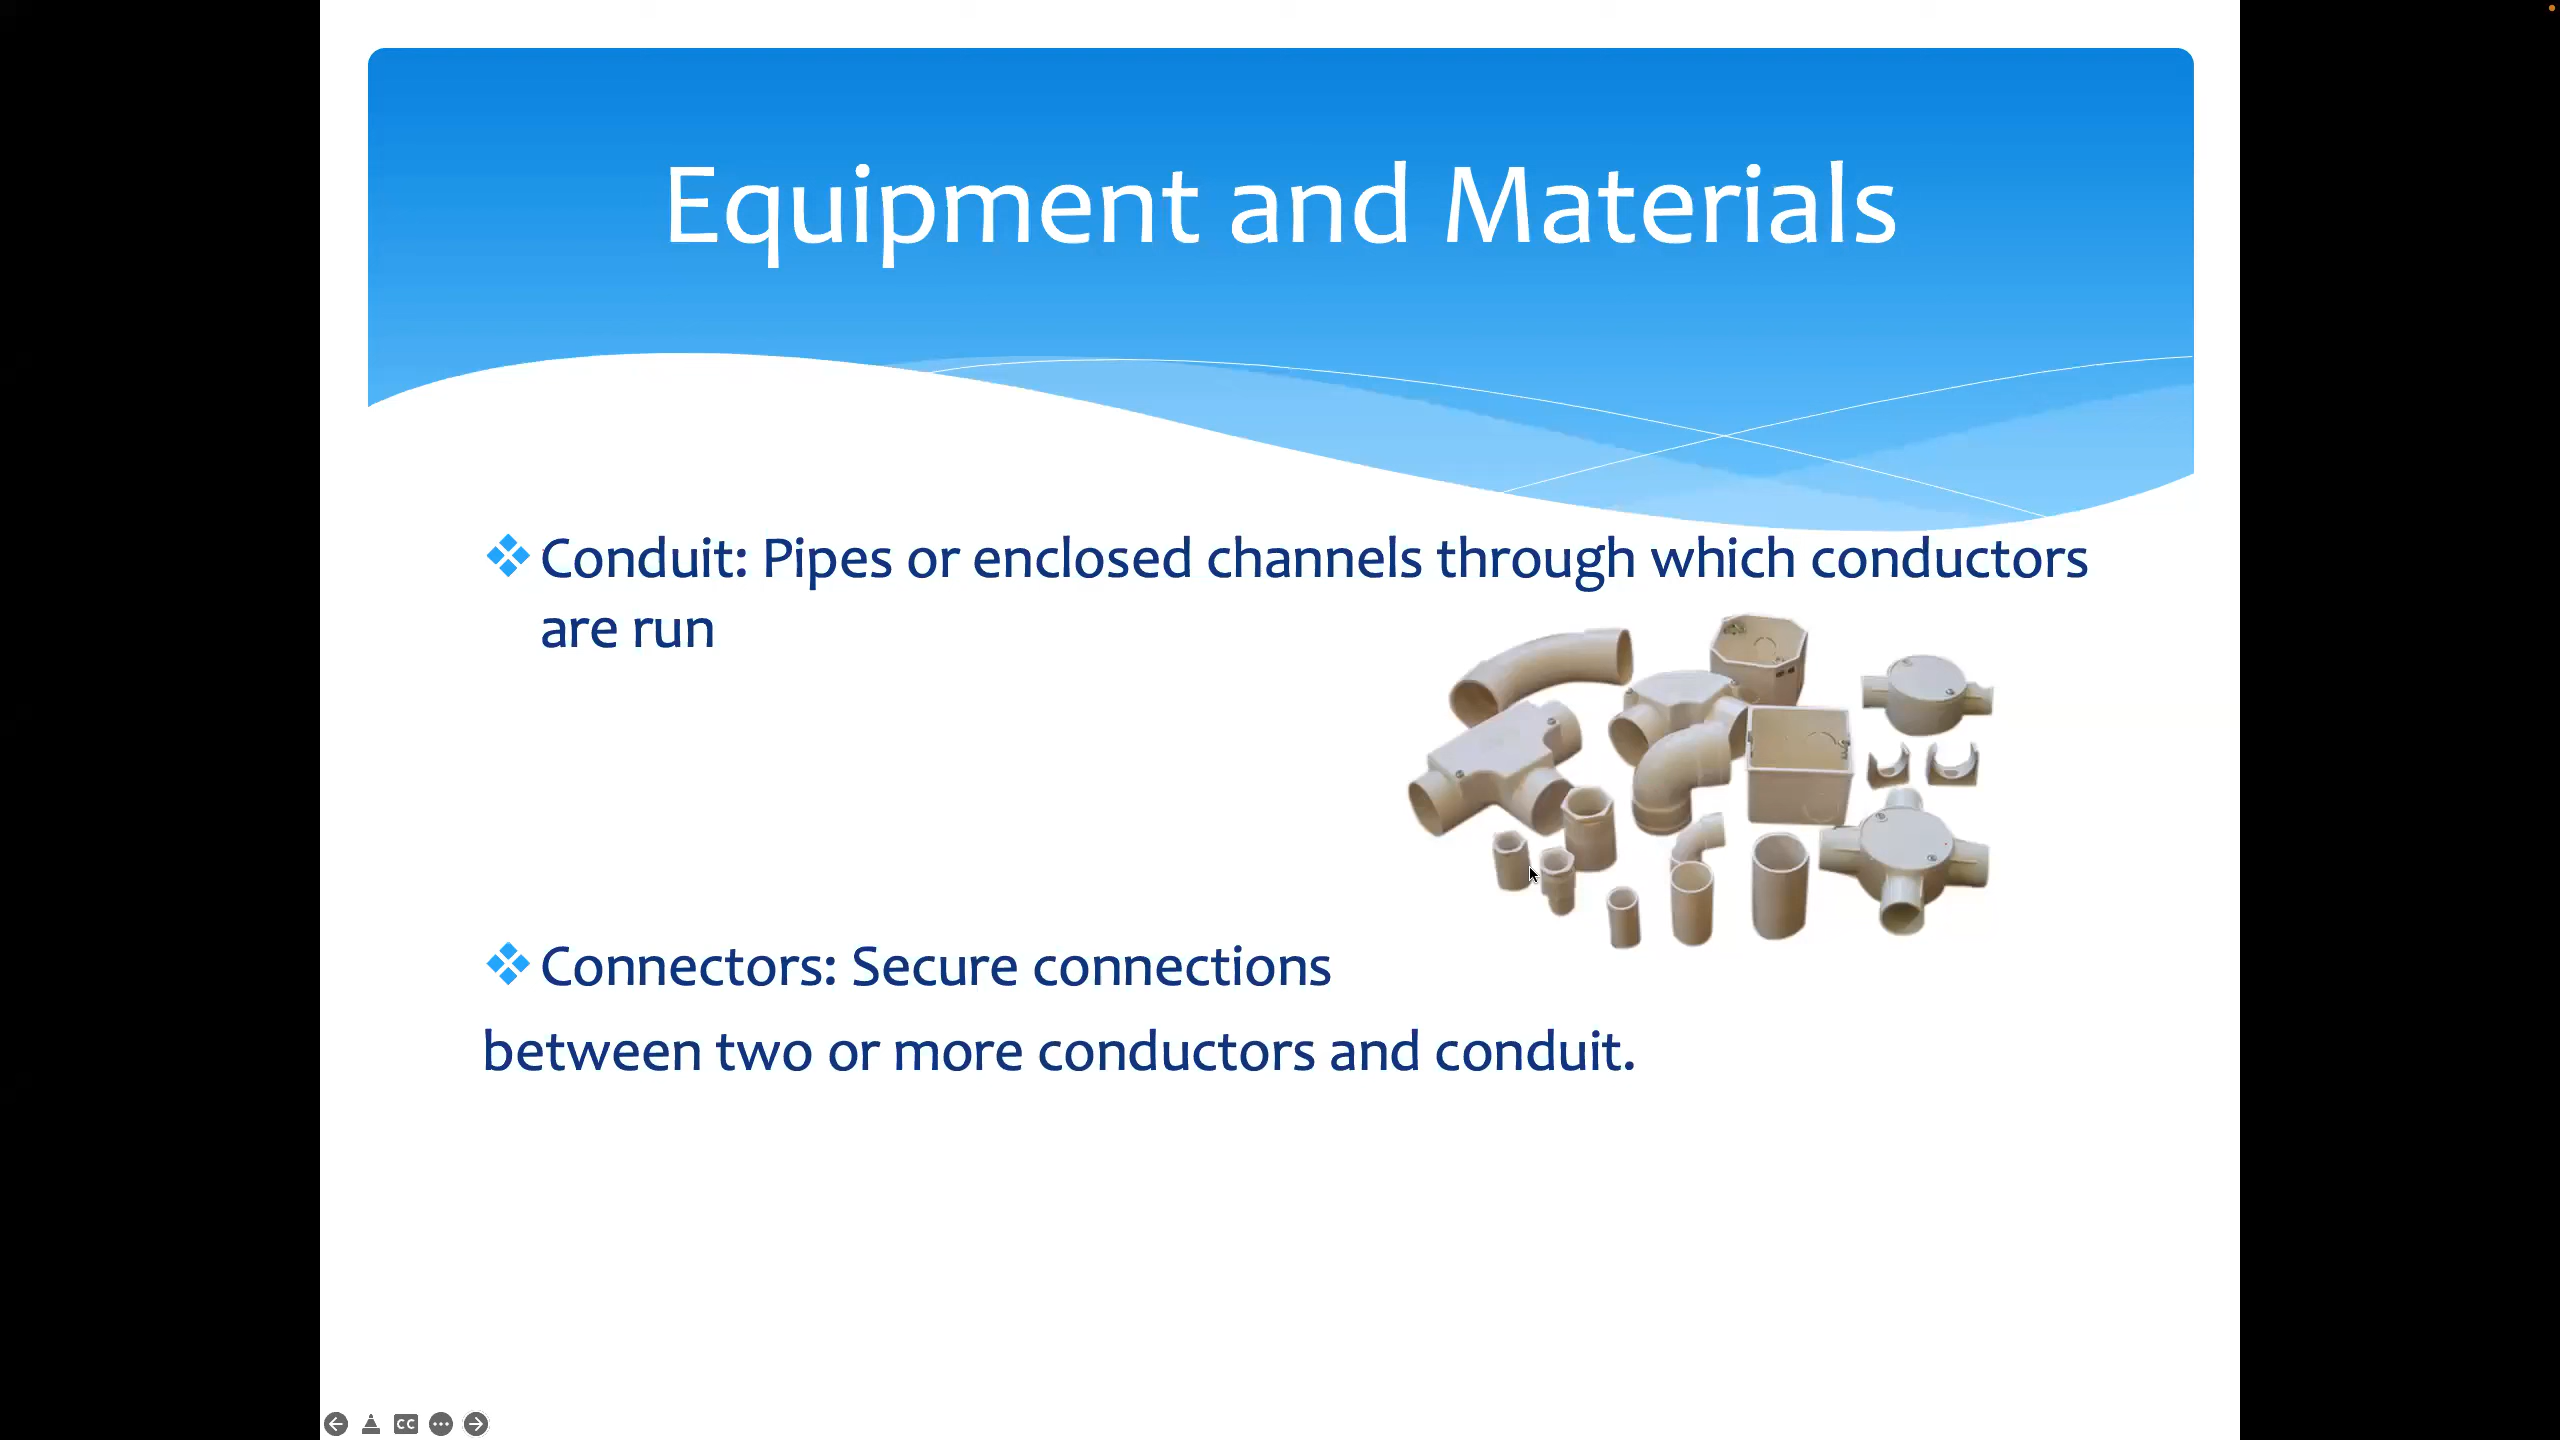 Equipment and Materials
Conduit: Pipes or enclosed channels through which conductors
are run
Connectors: Secure connections
between two or more conductors and conduit.
CC